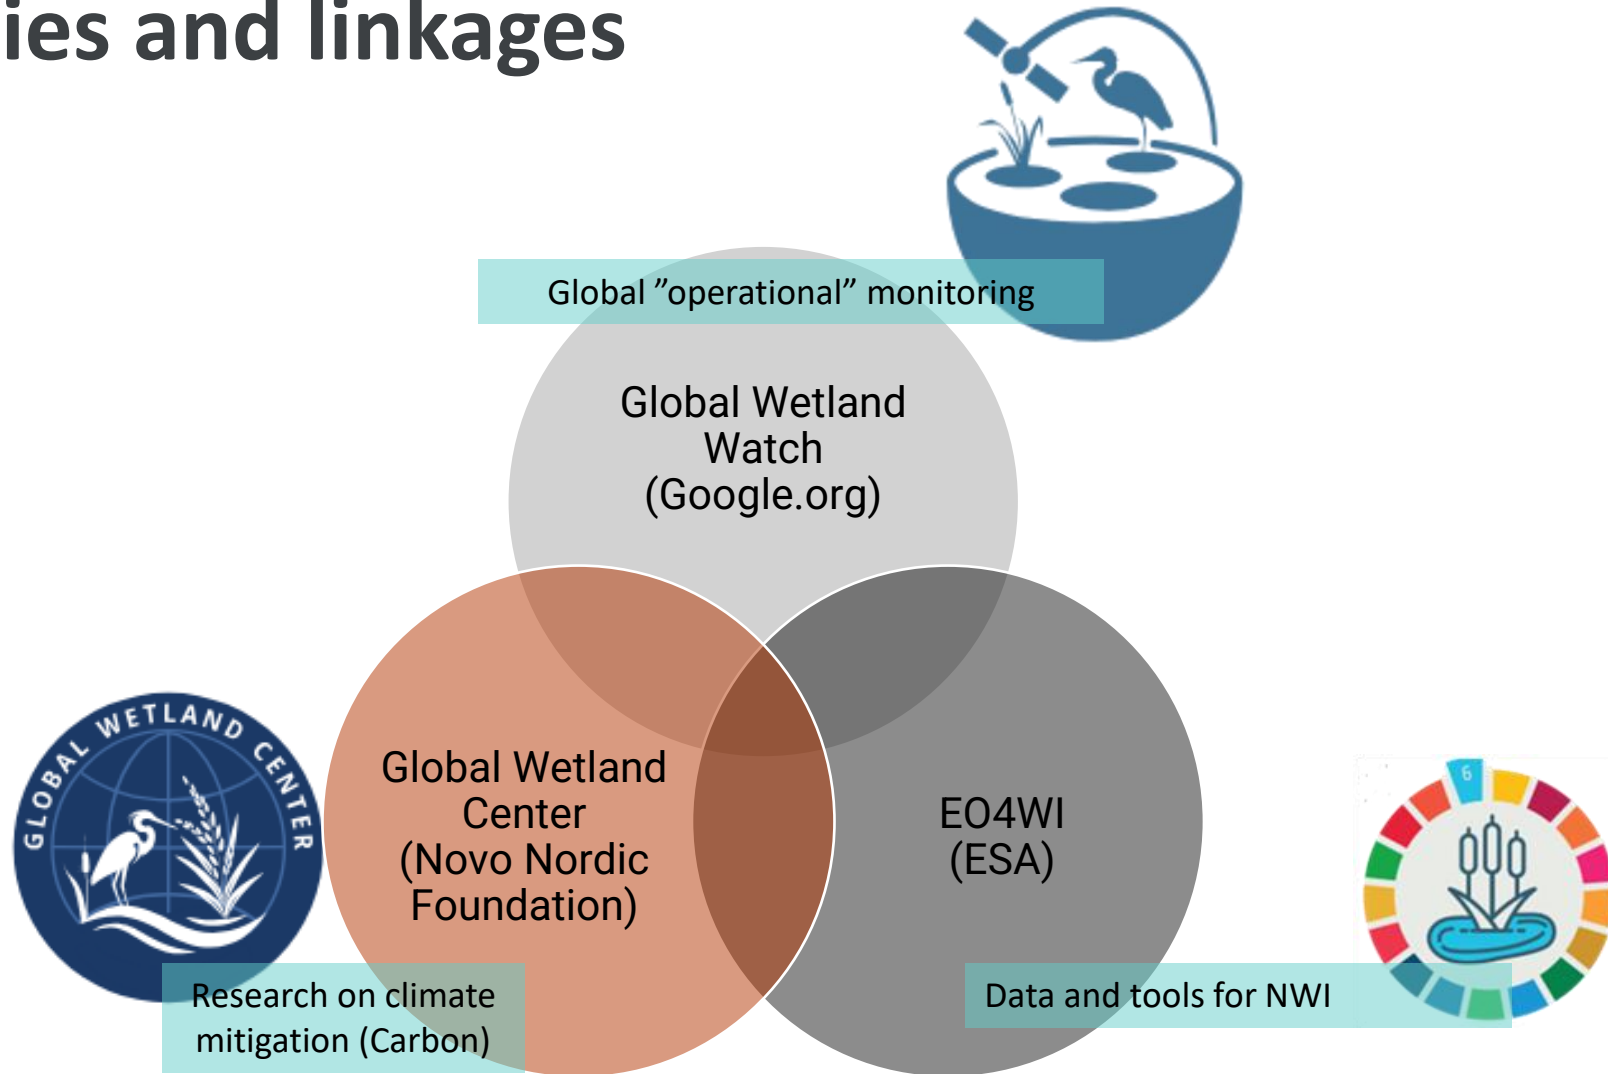 ies and linkages
Global ”operational” monitoring
Global Wetland
Watch
(Google.org)
Global Wetland
Center
(Novo Nordic
Foundation)
EO4WI
(ESA)
GLOBAL WETLAND CENTER
6
Research on climate
mitigation (Carbon)
Data and tools for NWI